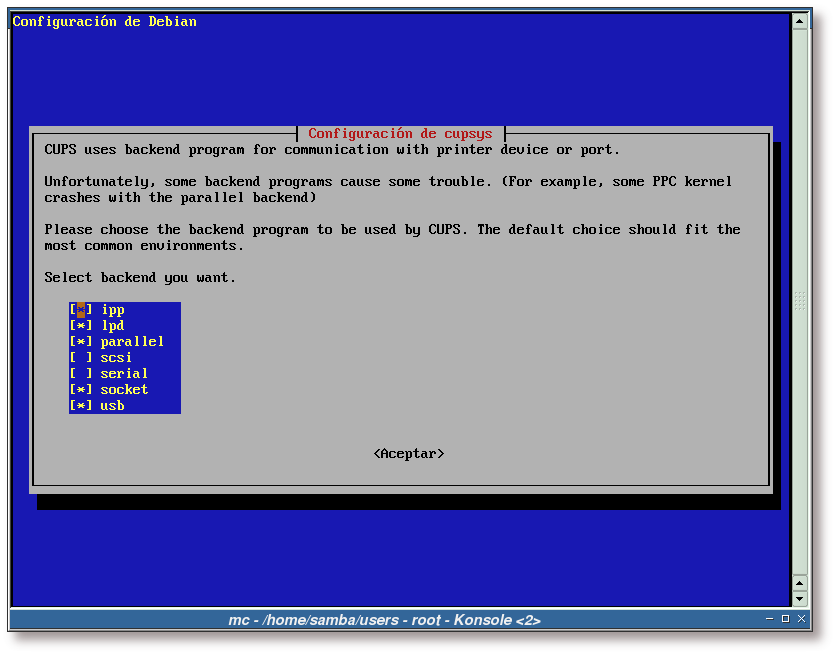 Configuración de Debian
Configuración de cupsys
CUPS uses backend program for communication with printer device or port.
Unfortunately, some backend programs cause some trouble. (For example, some PPC kernel
crashes with the parallel backend)
Please choose the backend program to be used by CUPS. The default choice should fit the
most common environments.
Select backend you want.
[*] ipp
[*] lpd
[*] parallel
[ ] scsi
[ ] serial
[*] socket
[*] usb
<Aceptar>
mc - /home/samba/users - root - Konsole <2>